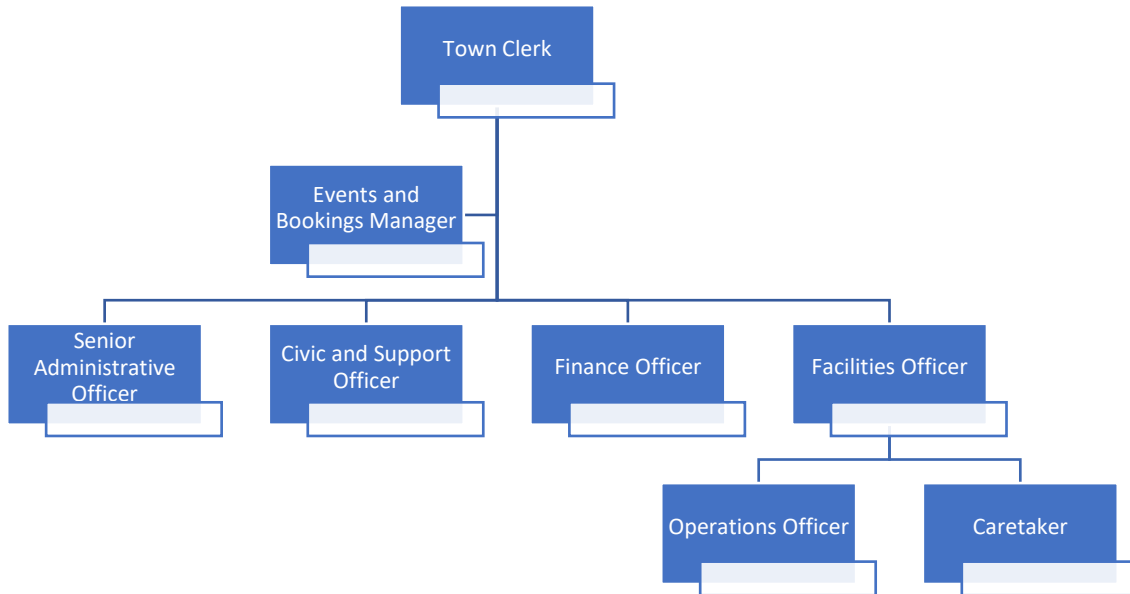 Town Clerk
Events and
Bookings Manager
Senior
Administrative
Officer
Civic and Support
Officer
Finance Officer
Facilities Officer
Operations Officer
Caretaker